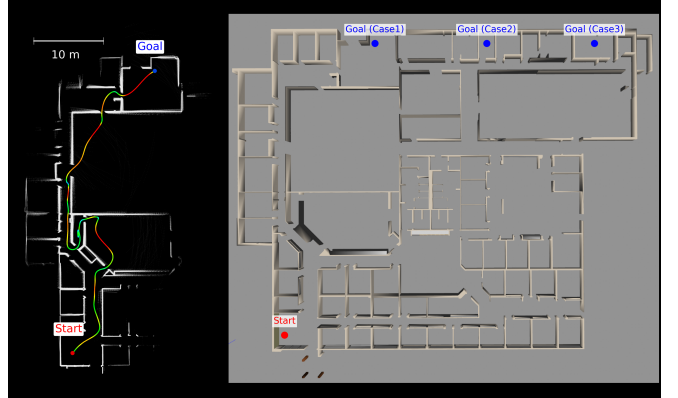 10 m
Goal
Start
Goal (Case1)
Goal (Case2)
Goal (Case3)
Start